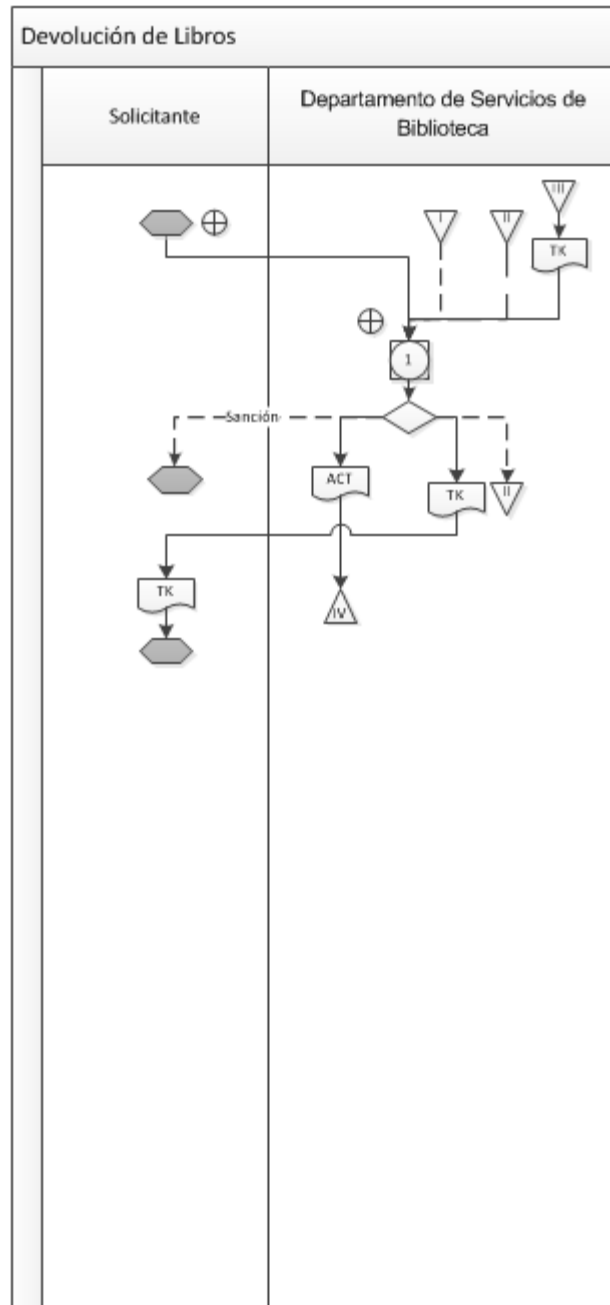 Devolución de Libros
Solicitante
Departamento de Servicios de
Biblioteca
III
I
II
TK
1
Sanción
ACT
TK
II
TK
IV